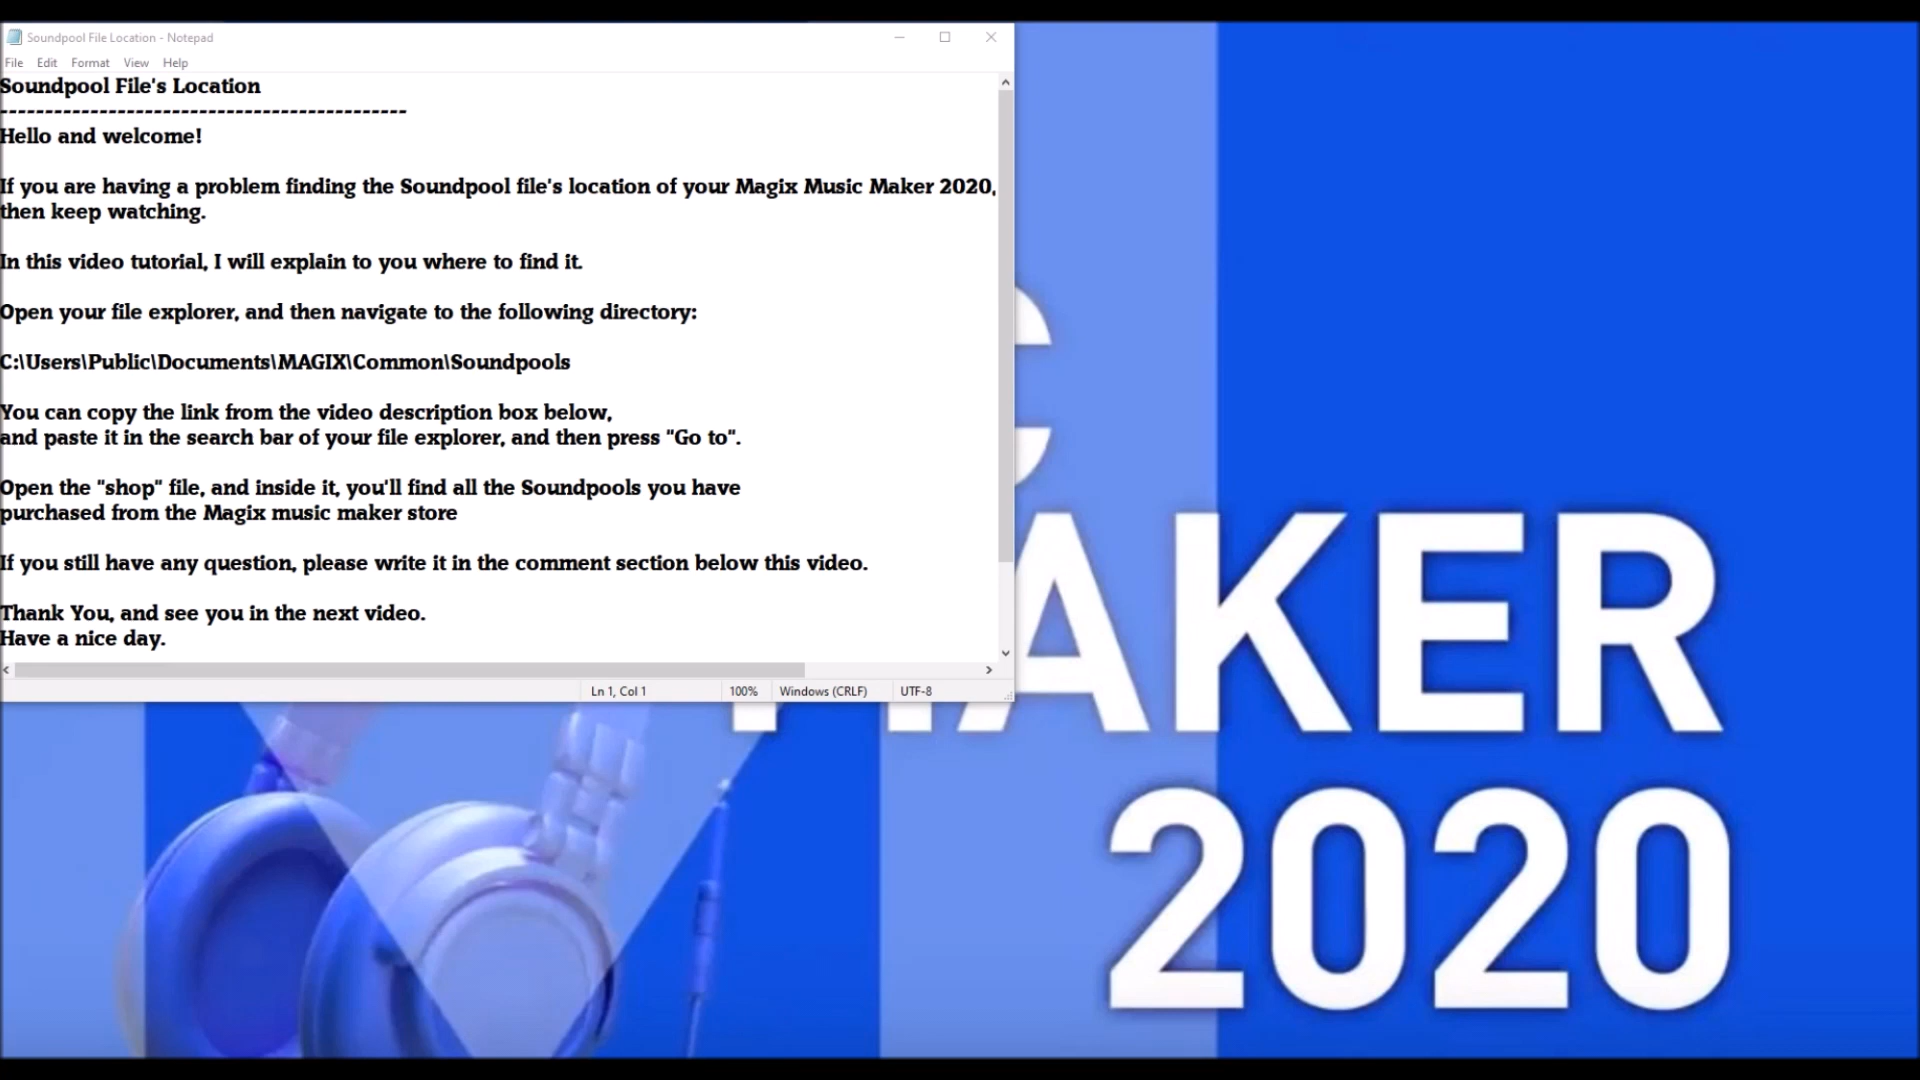 Soundpool File Location - Notepad
File Edit Format View Help
Soundpool File's Location
---------------------------------------------
Hello and welcome!
If you are having a problem finding the Soundpool file's location of your Magix Music Maker 2020,
then keep watching.
In this video tutorial, I will explain to you where to find it.
Open your file explorer, and then navigate to the following directory:
C:\Users\Public\Documents\MAGIX\Common\Soundpools
You can copy the link from the video description box below,
and paste it in the search bar of your file explorer, and then press "Go to".
Open the "shop" file, and inside it, you'll find all the Soundpools you have
purchased from the Magix music maker store
If you still have any question, please write it in the comment section below this video.
Thank You, and see you in the next video.
Have a nice day.
Ln 1, Col 1 100% Windows (CRLF) UTF-8
C
MAKER
2020